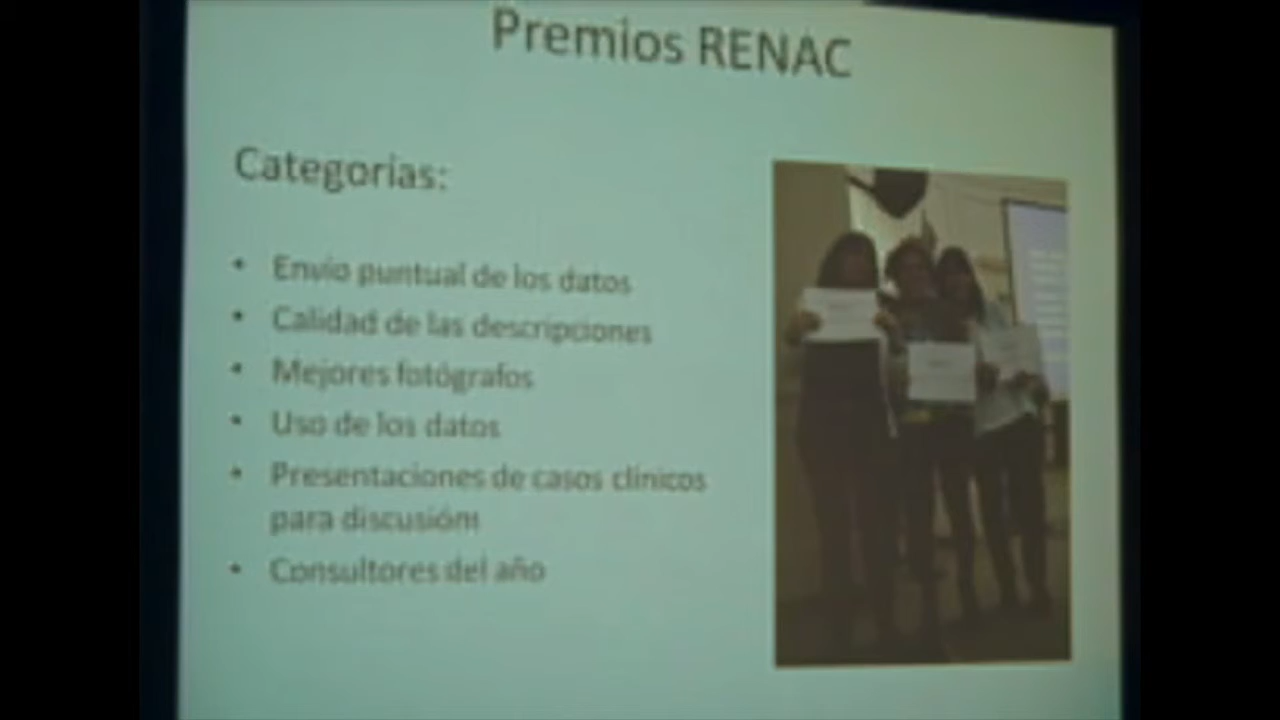 Premios RENAC
Categorias:
• Envio puntual de los datos
• Calidad de las descripciones
• Mejores fotógrafos
• Uso de los datos
• Presentaciones de casos clínicos
para discusión
• Consultores del año